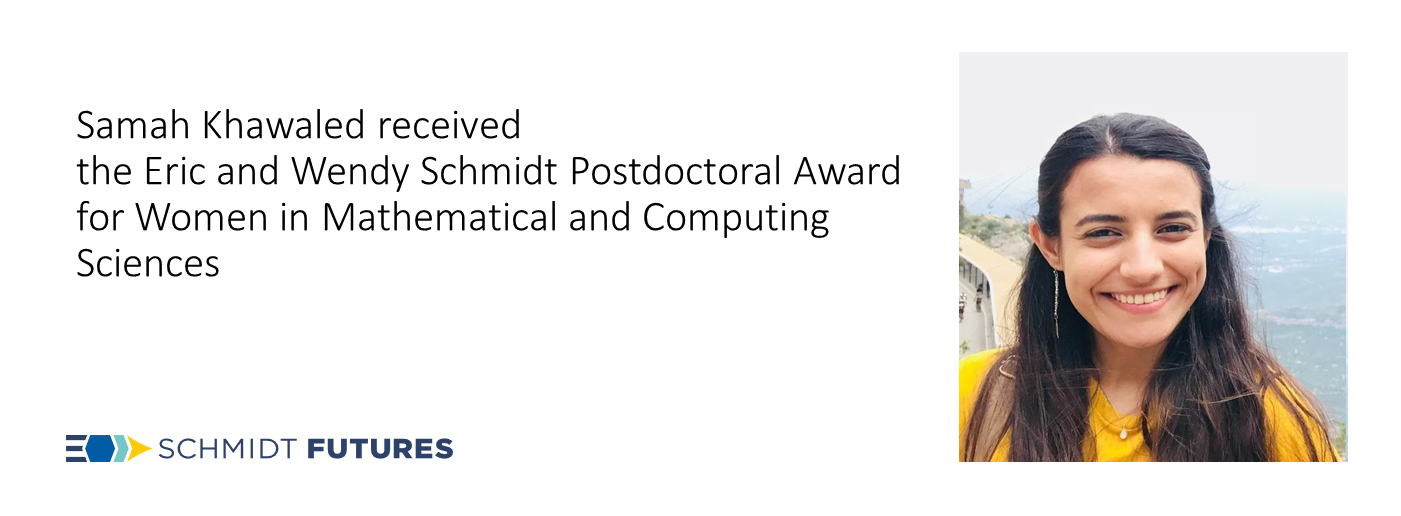 Samah Khawaled received
the Eric and Wendy Schmidt Postdoctoral Award
for Women in Mathematical and Computing
Sciences
SCHMIDT FUTURES